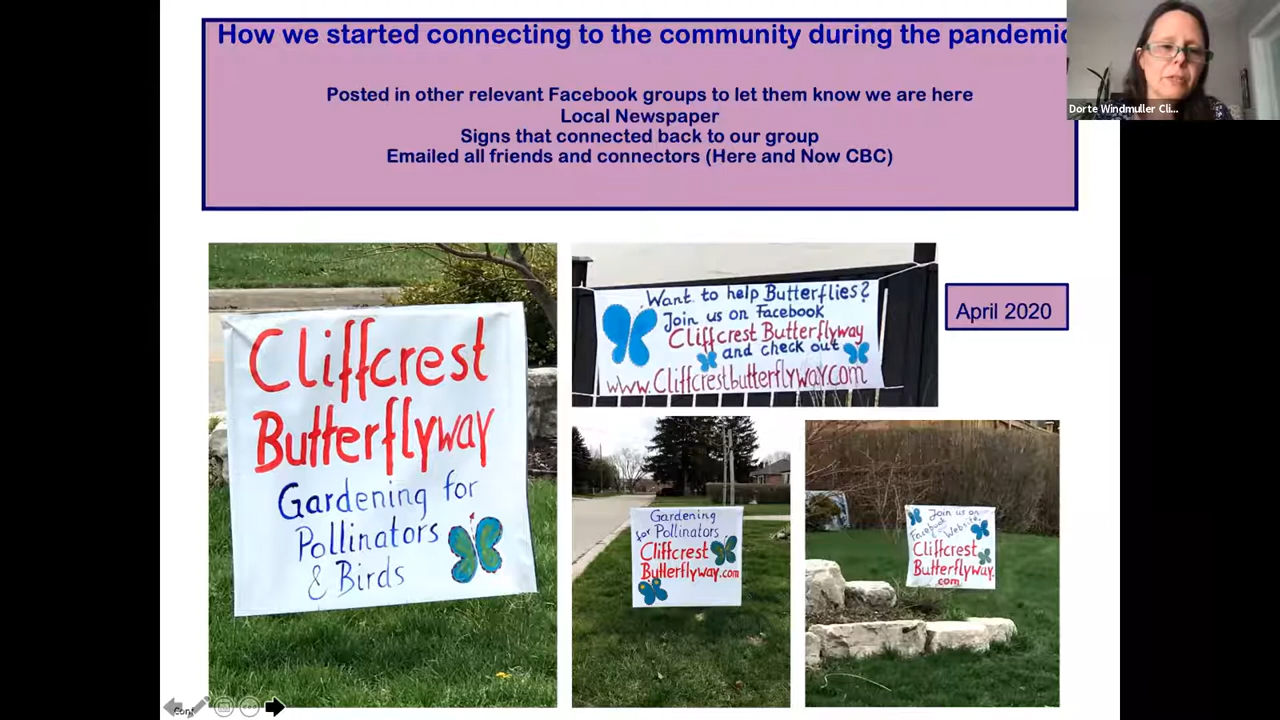 How we started connecting to the community during the pandemic
Posted in other relevant Facebook groups to let them know we are here
Local Newspaper
Signs that connected back to our group
Emailed all friends and connectors (Here and Now CBC)
Dorte Windmuller Cli...
Cliffcrest
Butterflyway
Gardening for
Pollinators
& Birds
Want to help Butterflies?
Join us on Facebook
Cliffcrest Butterflyway
and check out
www.Cliffcrestbutterflyway.com
April 2020
Gardening
for Pollinators
Cliffcrest
Butterflyway.com
Join us on
Facebook
Website
Cliffcrest
Butterflyway
.com